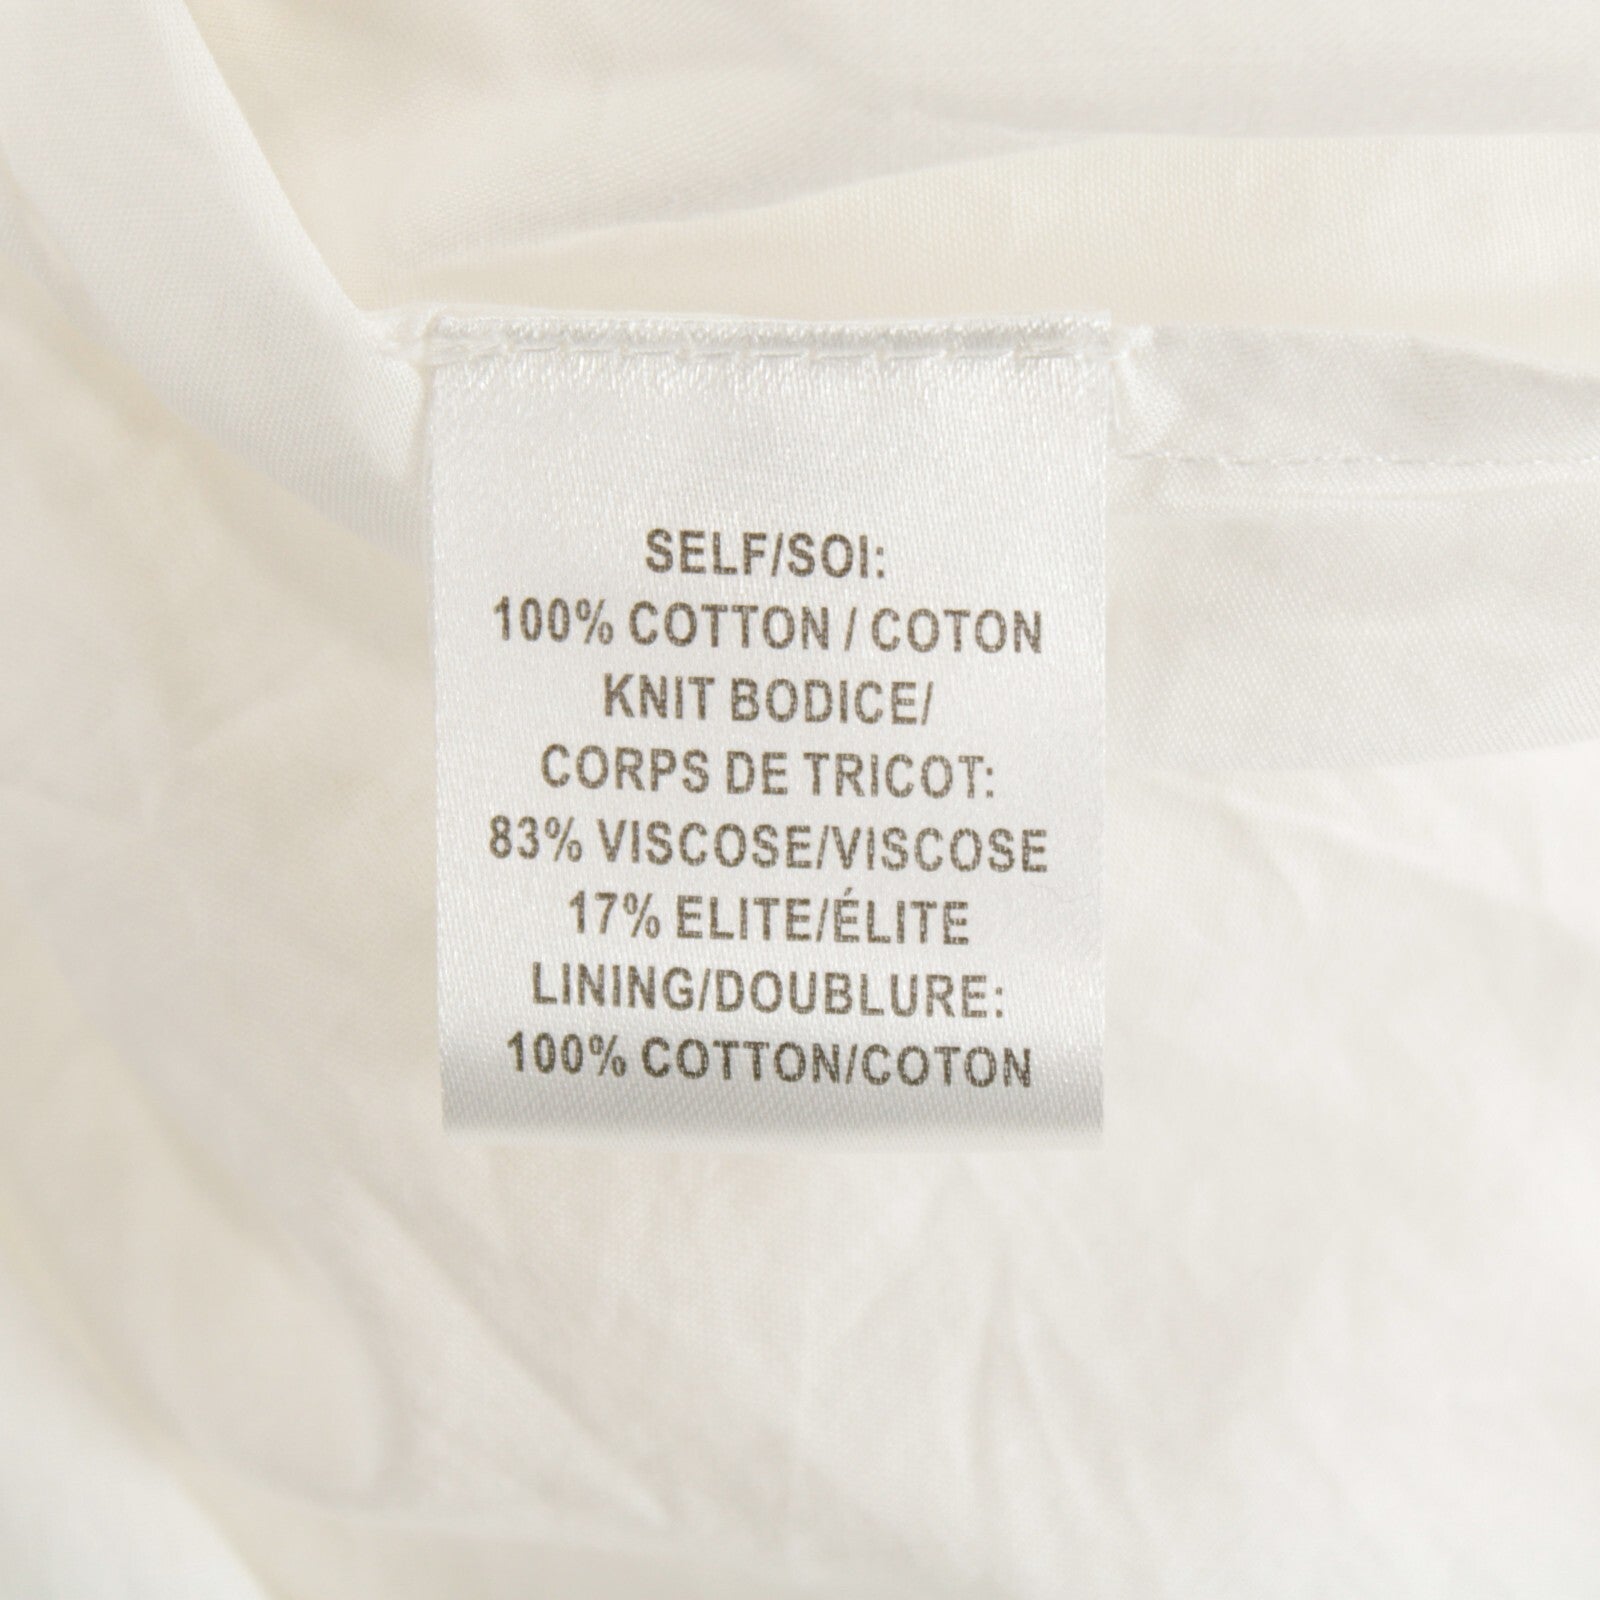 SELF/SOI:
100% COTTON / COTON
KNIT BODICE/
CORPS DE TRICOT:
83% VISCOSE/VISCOSE
17% ELITE/ÉLITE
LINING/DOUBLURE:
100% COTTON/COTON